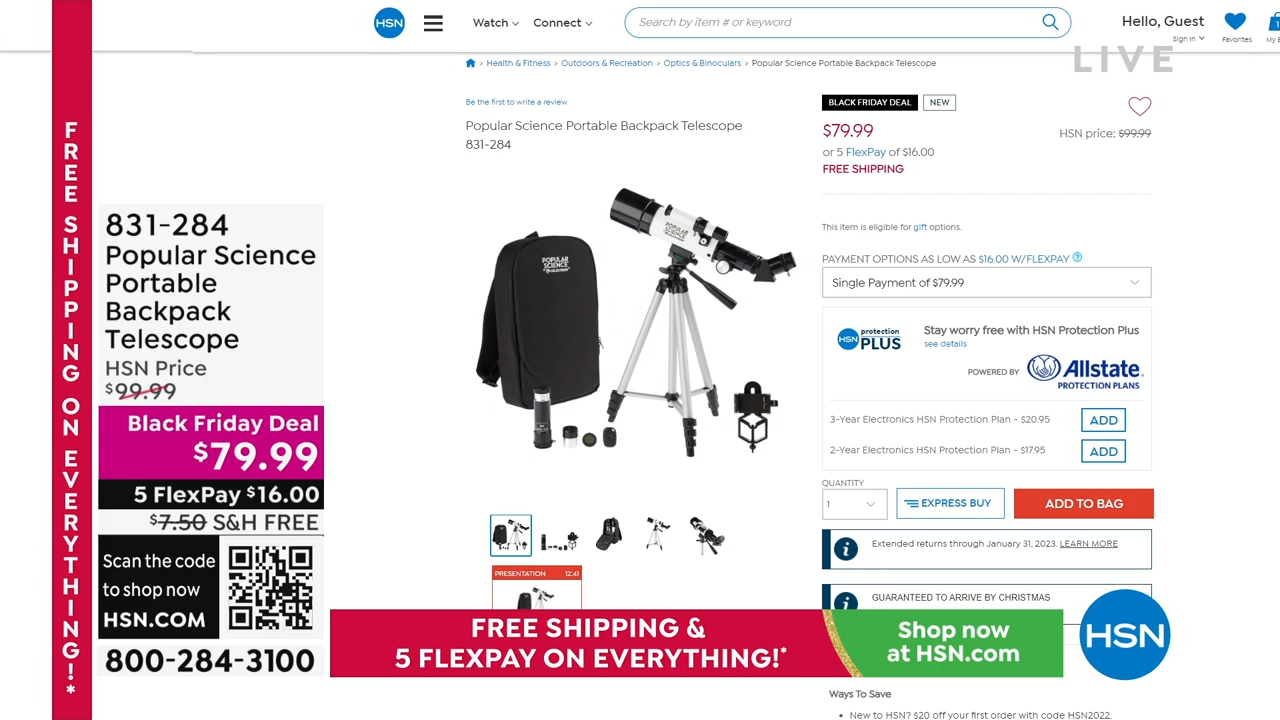 HSN
Watch
Connect
Search by item # or keyword
Hello, Guest
Sign In
Favorites
LIVE
> Health & Fitness > Outdoors & Recreation > Optics & Binoculars > Popular Science Portable Backpack Telescope
Be the first to write a review
Popular Science Portable Backpack Telescope
831-284
BLACK FRIDAY DEAL
NEW
$79.99
HSN price: $99.99
or 5 FlexPay of $16.00
FREE SHIPPING
This item is eligible for gift options.
PAYMENT OPTIONS AS LOW AS $16.00 W/FLEXPAY ?
Single Payment of $79.99
HSN protection PLUS
Stay worry free with HSN Protection Plus
see details
POWERED BY
Allstate
PROTECTION PLANS
3-Year Electronics HSN Protection Plan - $20.95
ADD
2-Year Electronics HSN Protection Plan - $17.95
ADD
QUANTITY
1
EXPRESS BUY
ADD TO BAG
Extended returns through January 31, 2023. LEARN MORE
GUARANTEED TO ARRIVE BY CHRISTMAS
Ways To Save
• New to HSN? $20 off your first order with code HSN2022.
POPULAR
SCIENCE
BY CELESTRON
POPULAR
SCIENCE
PRESENTATION 12:41
FREE SHIPPING ON EVERYTHING!*
831-284
Popular Science
Portable
Backpack
Telescope
HSN Price
$99.99
Black Friday Deal
$79.99
5 FlexPay $16.00
$7.50 S&H FREE
Scan the code
to shop now
HSN.COM
800-284-3100
FREE SHIPPING &
5 FLEXPAY ON EVERYTHING!*
Shop now
at HSN.com
HSN